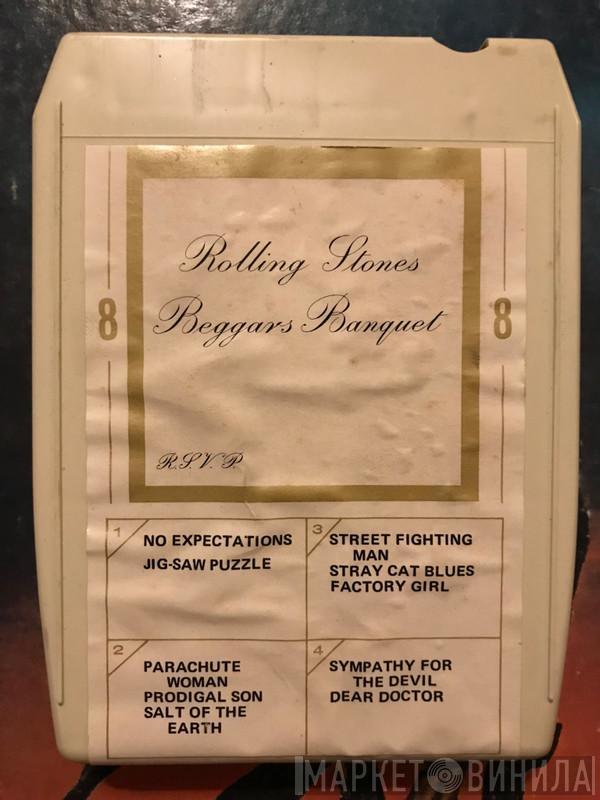 Rolling Stones
8 Beggars Banquet 8
R.S.V.P.
1
NO EXPECTATIONS
JIG-SAW PUZZLE
2
PARACHUTE
WOMAN
PRODIGAL SON
SALT OF THE
EARTH
3
STREET FIGHTING
MAN
STRAY CAT BLUES
FACTORY GIRL
4
SYMPATHY FOR
THE DEVIL
DEAR DOCTOR
МАРКЕТ ВИНИЛА